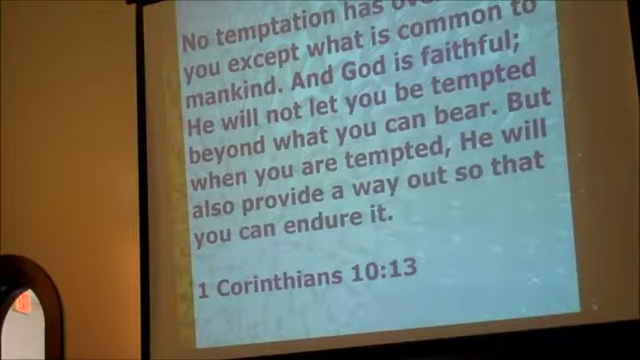 No temptation has
you except what is common to
mankind. And God is faithful;
He will not let you be tempted
beyond what you can bear. But
when you are tempted, He will
also provide a way out so that
you can endure it.
1 Corinthians 10:13